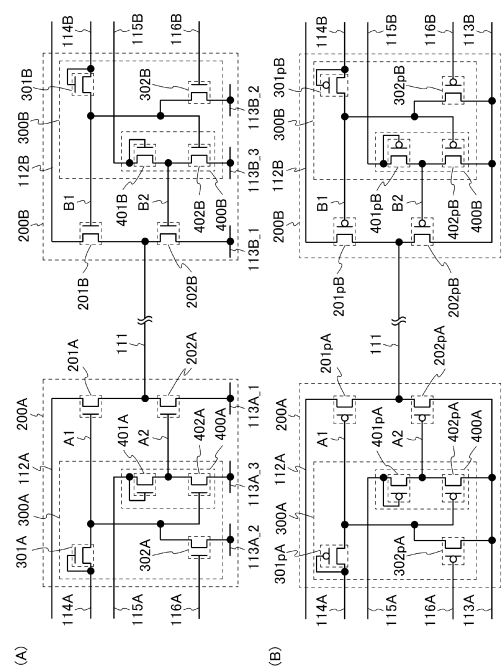 (A)
301A
300A
112A
200A
200B
112B
300B
301B
114A
A1
201A
201B
B1
114B
115A
401A
111
401B
115B
302A
A2
202A
202B
B2
302B
116A
402A
402B
116B
400A
400B
113A_2
113A_3
113A_1
113B_1
113B_3
113B_2
(B)
301pA
300A
112A
200A
200B
112B
300B
301pB
114A
A1
201pA
201pB
B1
114B
115A
401pA
111
401pB
115B
302pA
A2
202pA
202pB
B2
302pB
116A
402pA
402pB
116B
400A
400B
113A
113B